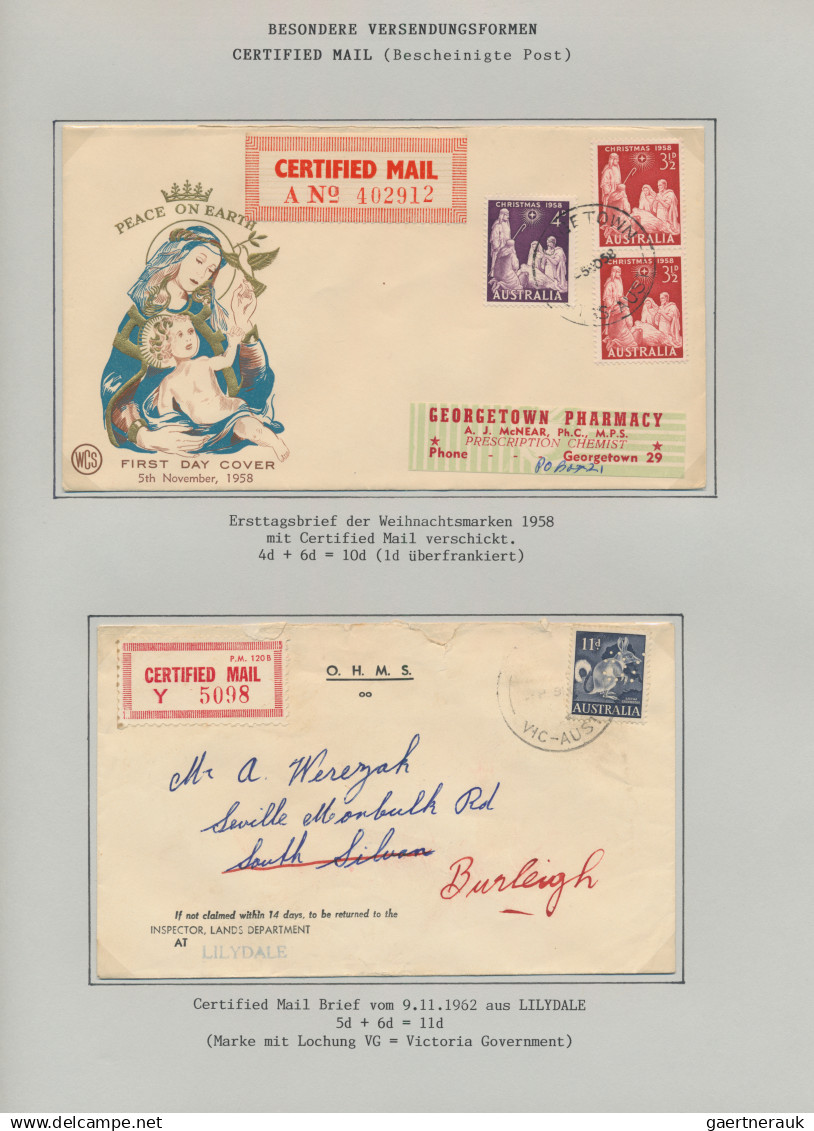 BESONDERE VERSENDUNGSFORMEN
CERTIFIED MAIL (Bescheinigte Post)
CERTIFIED MAIL
A Nº 402912
PEACE ON EARTH
CHRISTMAS 1958
4D
AUSTRALIA
CHRISTMAS 1958
3½D
AUSTRALIA
CHRISTMAS 1958
3½D
AUSTRALIA
GEORGETOWN PHARMACY
A. J. McNEAR, Ph.C., M.P.S.
PRESCRIPTION CHEMIST
Phone - - Georgetown 29
PO Box 21
WCS
FIRST DAY COVER
5th November, 1958
Ersttagsbrief der Weihnachtsmarken 1958
mit Certified Mail verschickt.
4d + 6d = 10d (1d überfrankiert)
P.M. 120B
CERTIFIED MAIL
Y 5098
O. H. M. S.
11d
AUSTRALIA
VIC-AUST
Mr A. Werezak
Seville Monbulk Rd
South Silvan
Burleigh
If not claimed within 14 days, to be returned to the
INSPECTOR, LANDS DEPARTMENT
AT
LILYDALE
Certified Mail Brief vom 9.11.1962 aus LILYDALE
5d + 6d = 11d
(Marke mit Lochung VG = Victoria Government)
© gaertnerauk